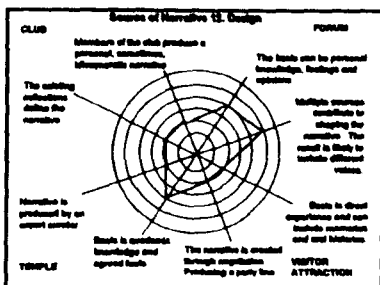 Source of Narrative 12. Design
CLUB
FORUM
Members of the club produce a
personal, sometimes,
idiosyncratic narrative
The basis can be personal
knowledge, feelings and
opinions
The existing
collections
define the
narrative
Multiple sources
contribute to
shaping the
narrative. The
result is likely to
include different
values.
Narrative is
produced by an
expert curator
Basis is academic
knowledge and
agreed facts
The narrative is created
through negotiation
Producing a party line
Basis is direct
experience and can
include memories
and oral histories
TEMPLE
VISITOR
ATTRACTION